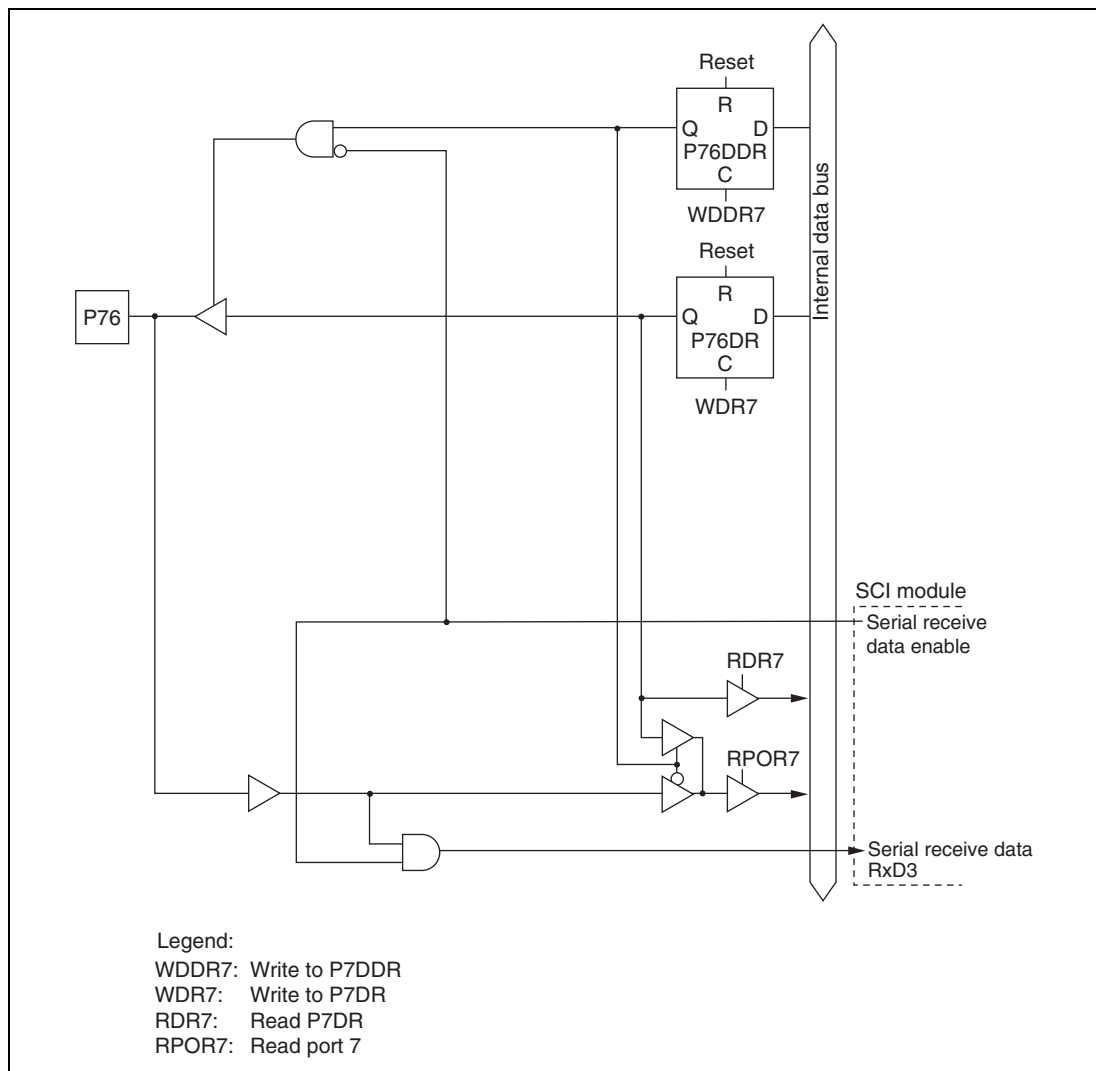 Reset
R
Q D
P76DDR
C
WDDR7
Internal data bus
Reset
R
P76
Q D
P76DR
C
WDR7
SCI module
Serial receive
data enable
RDR7
RPOR7
Serial receive data
RxD3
Legend:
WDDR7: Write to P7DDR
WDR7: Write to P7DR
RDR7: Read P7DR
RPOR7: Read port 7